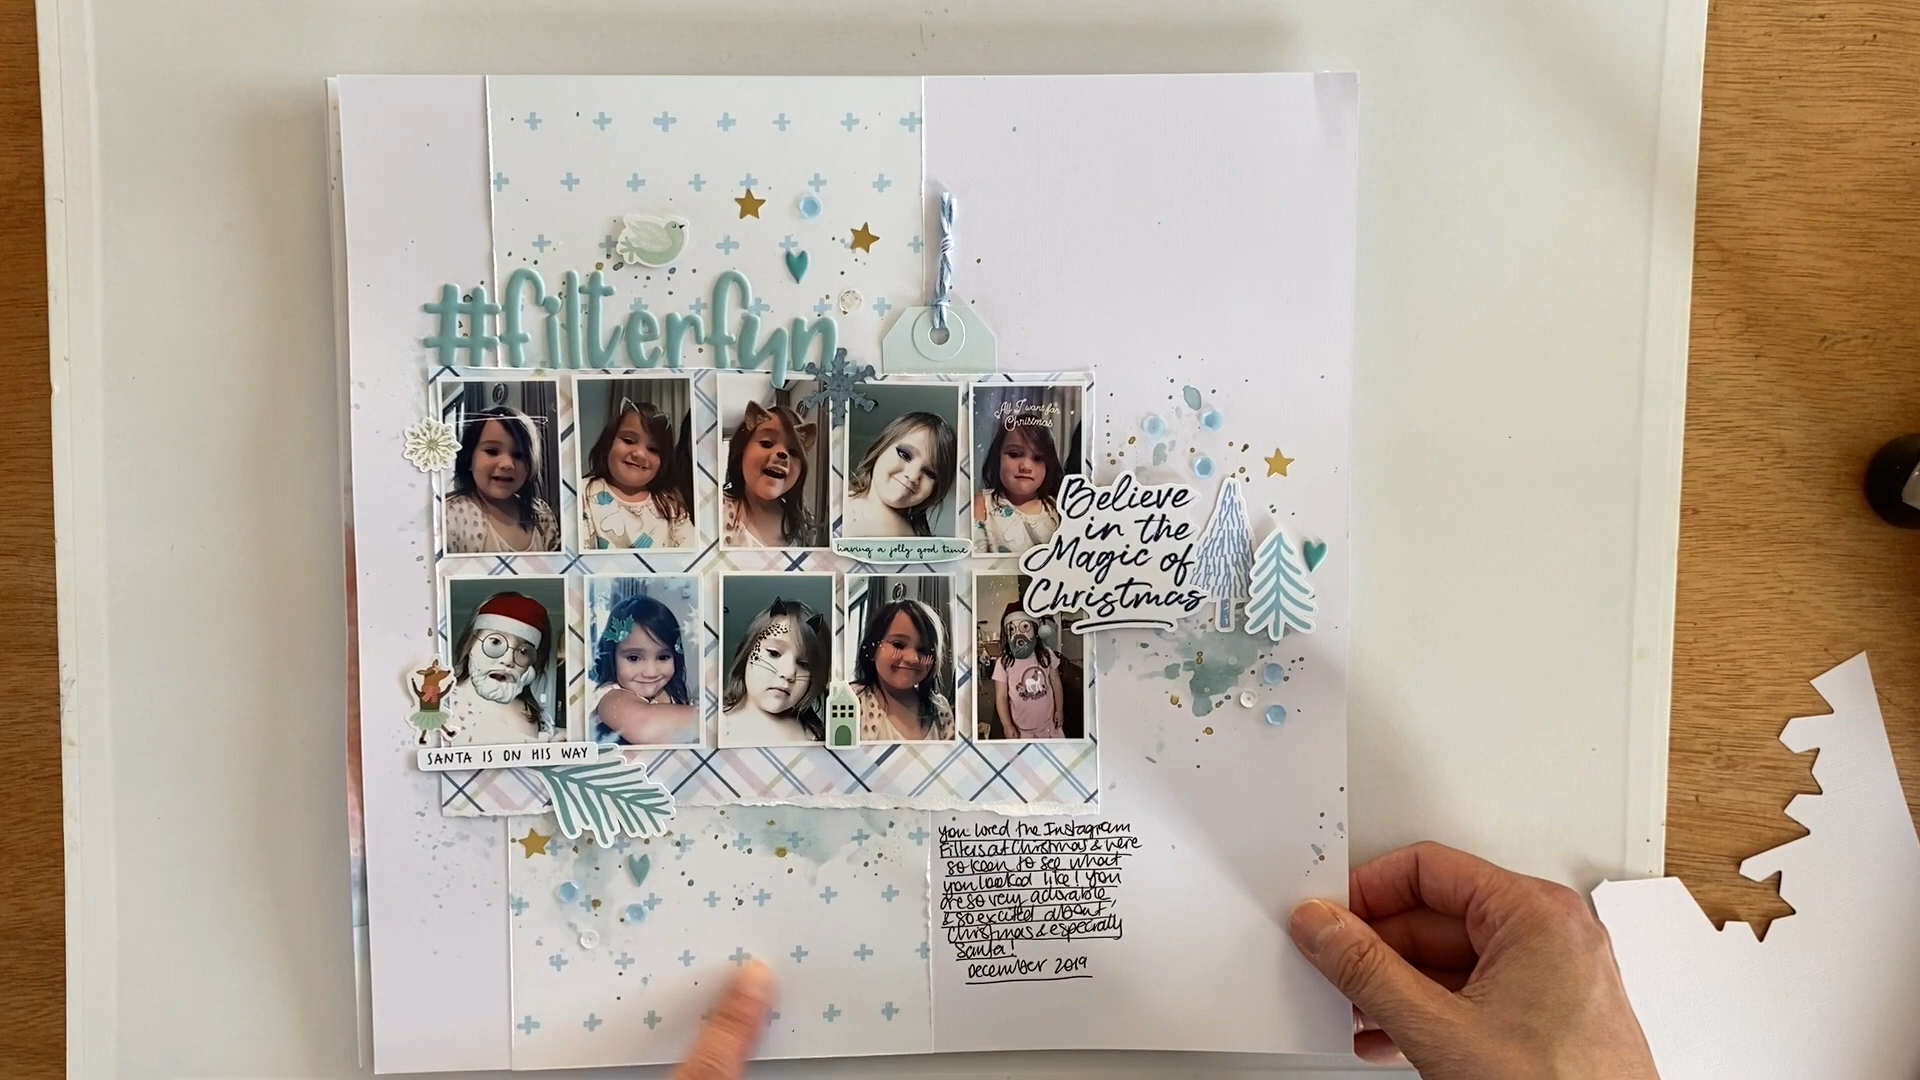 #filterfun
All I want for
Christmas
having a jolly good time
Believe
in the
Magic of
Christmas
SANTA IS ON HIS WAY
you loved the Instagram
Filters at Christmas & were
so keen to see what
you looked like! You
are so very adorable,
& so excited about
Christmas & especially
Santa!
December 2019